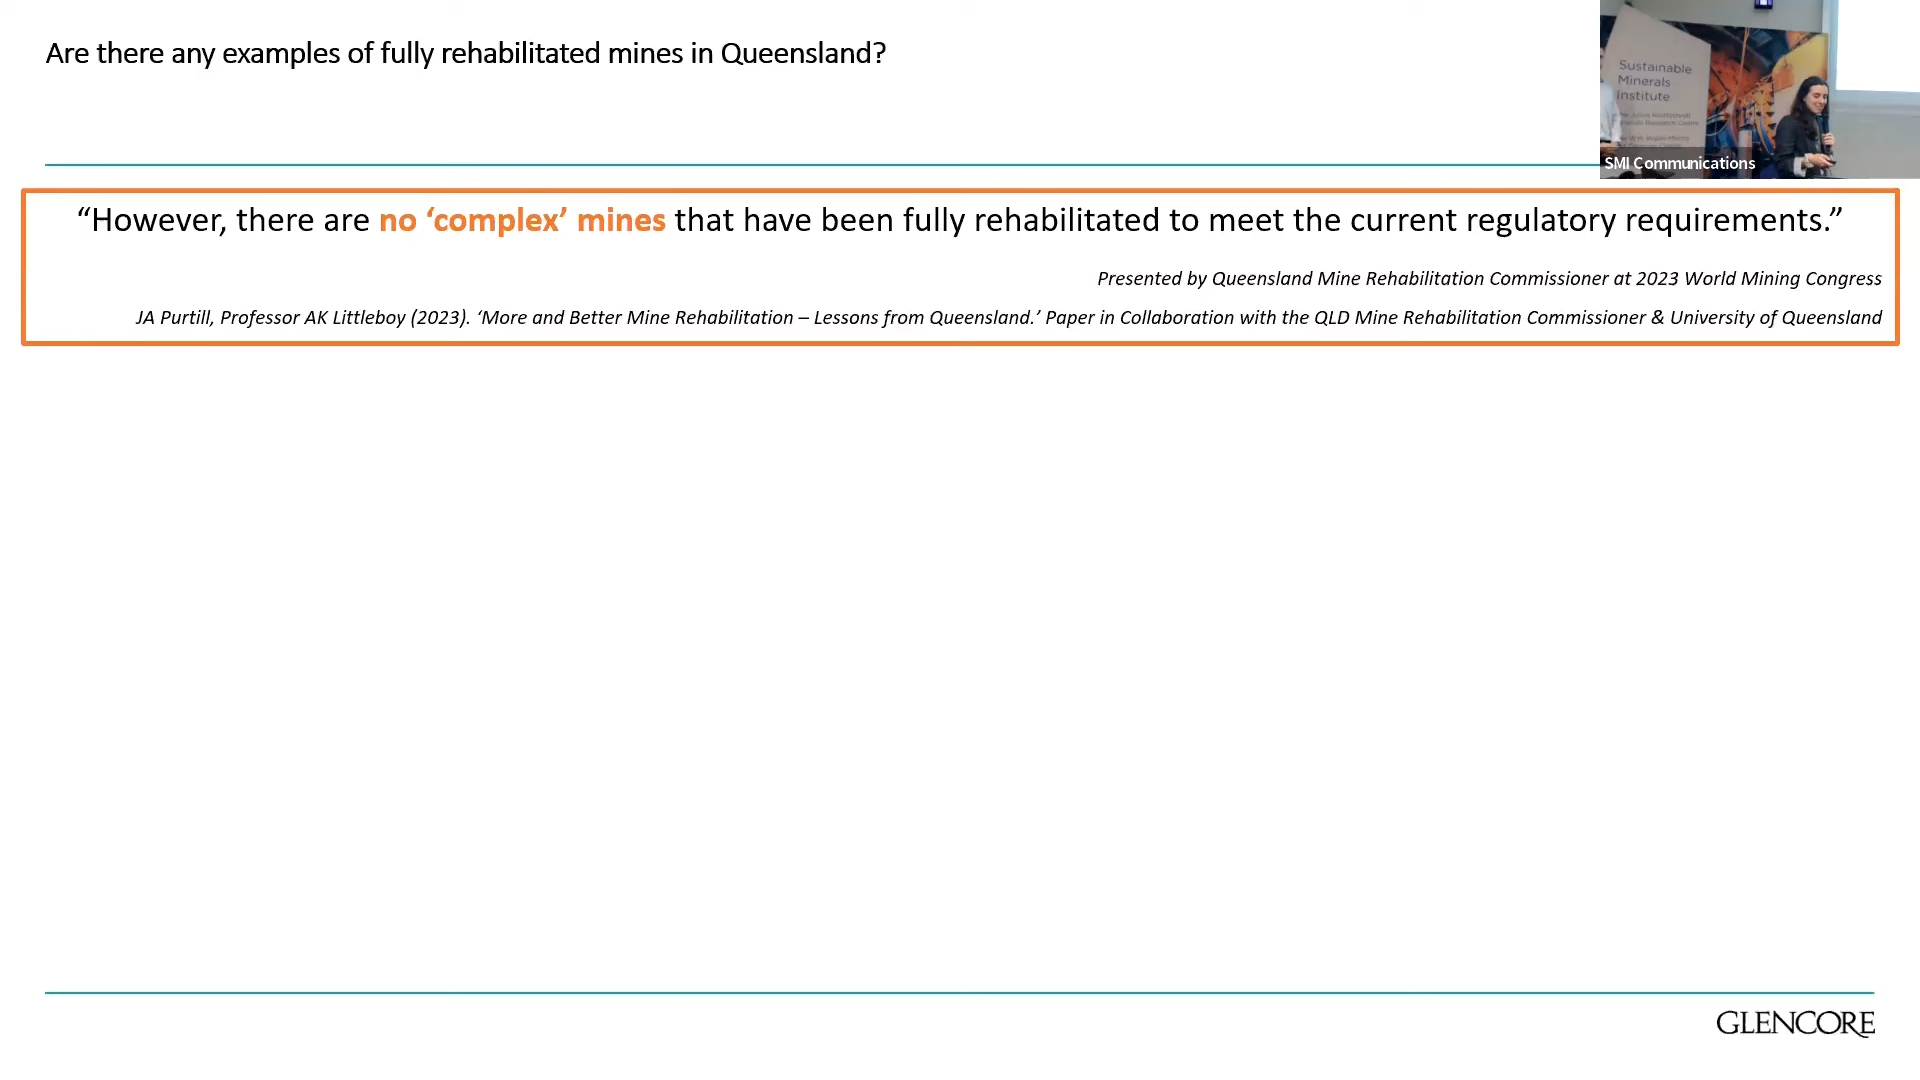 Are there any examples of fully rehabilitated mines in Queensland?
Sustainable
Minerals
Institute
SMI Communications
“However, there are no ‘complex’ mines that have been fully rehabilitated to meet the current regulatory requirements.”
Presented by Queensland Mine Rehabilitation Commissioner at 2023 World Mining Congress
JA Purtill, Professor AK Littleboy (2023). ‘More and Better Mine Rehabilitation – Lessons from Queensland.’ Paper in Collaboration with the QLD Mine Rehabilitation Commissioner & University of Queensland
GLENCORE